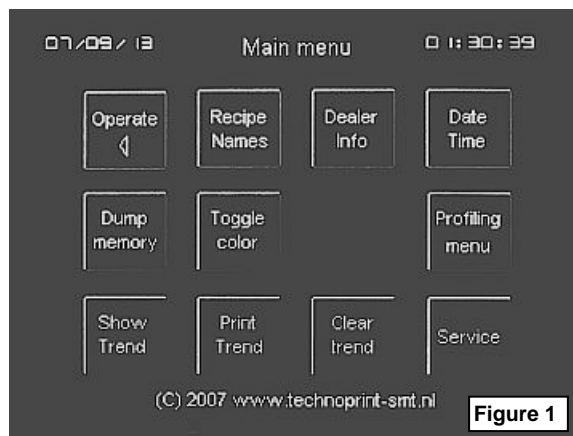 07/09/13 Main menu 01:30:39
Operate Recipe Names Dealer Info Date Time
Dump memory Toggle color Profiling menu
Show Trend Print Trend Clear trend Service
(C) 2007 www.technoprint-smt.nl
Figure 1